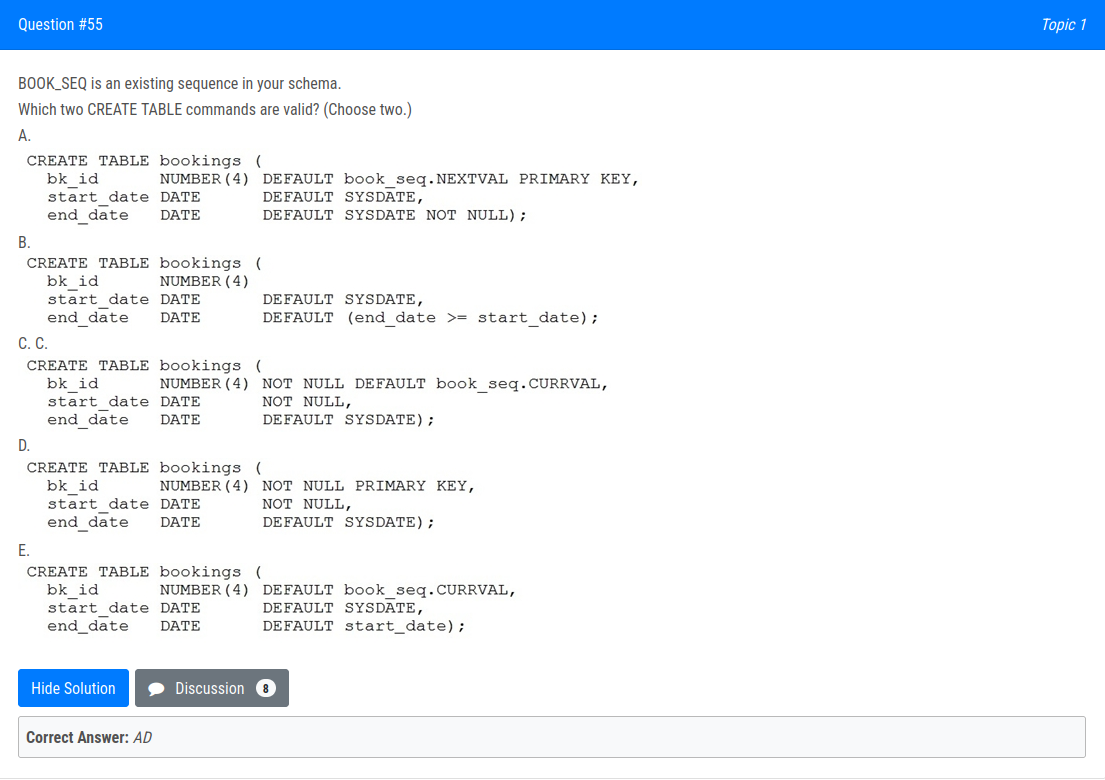 Question #55
Topic 1
BOOK_SEQ is an existing sequence in your schema.
Which two CREATE TABLE commands are valid? (Choose two.)
A.
CREATE TABLE bookings (
bk_id NUMBER(4) DEFAULT book_seq.NEXTVAL PRIMARY KEY,
start_date DATE DEFAULT SYSDATE,
end_date DATE DEFAULT SYSDATE NOT NULL);
B.
CREATE TABLE bookings (
bk_id NUMBER(4)
start_date DATE DEFAULT SYSDATE,
end_date DATE DEFAULT (end_date >= start_date);
C. C.
CREATE TABLE bookings (
bk_id NUMBER(4) NOT NULL DEFAULT book_seq.CURRVAL,
start_date DATE NOT NULL,
end_date DATE DEFAULT SYSDATE);
D.
CREATE TABLE bookings (
bk_id NUMBER(4) NOT NULL PRIMARY KEY,
start_date DATE NOT NULL,
end_date DATE DEFAULT SYSDATE);
E.
CREATE TABLE bookings (
bk_id NUMBER(4) DEFAULT book_seq.CURRVAL,
start_date DATE DEFAULT SYSDATE,
end_date DATE DEFAULT start_date);
Hide Solution
Discussion 8
Correct Answer: AD